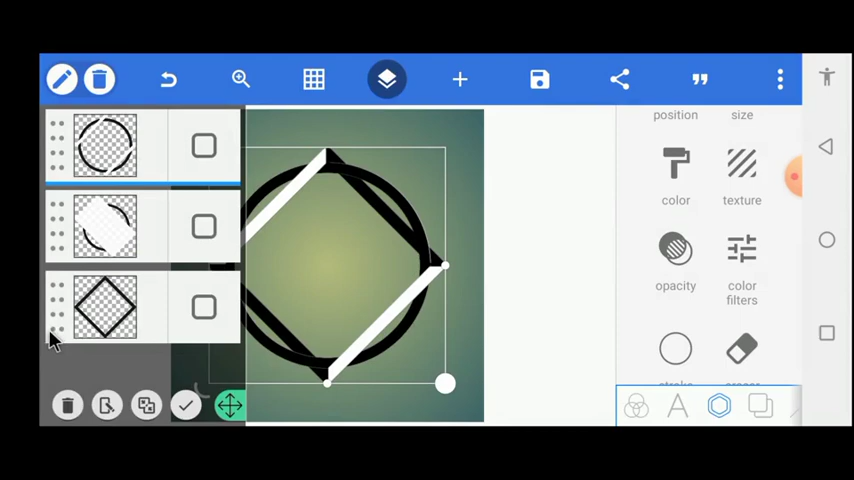 position size
color texture
opacity color
filters